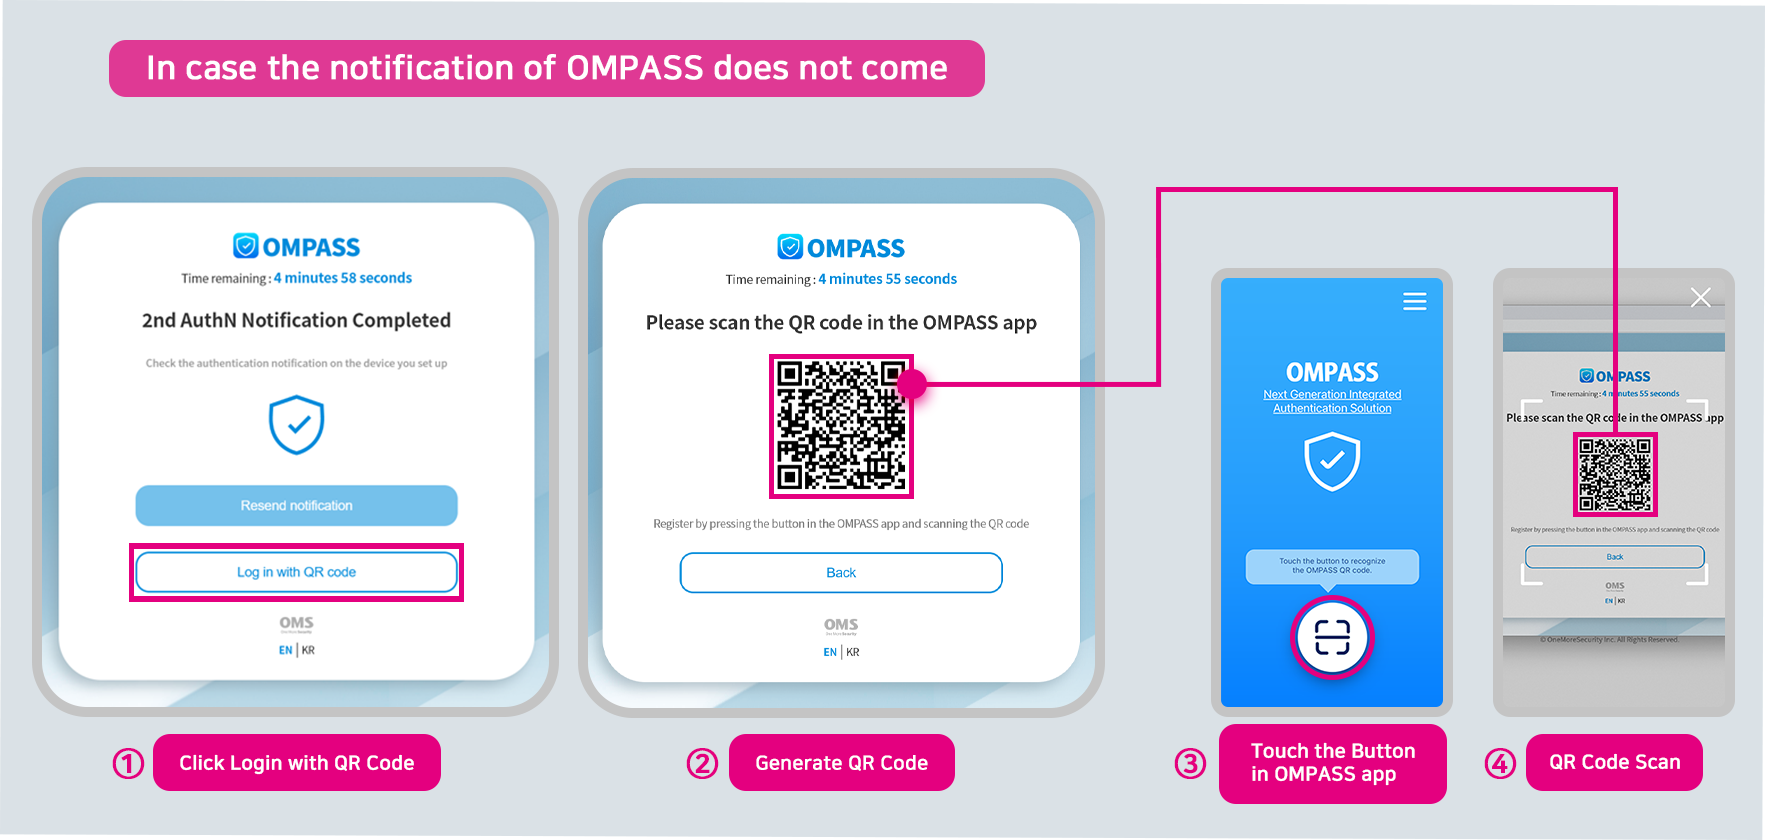 In case the notification of OMPASS does not come
OMPASS
Time remaining : 4 minutes 58 seconds
2nd AuthN Notification Completed
Check the authentication notification on the device you set up
Resend notification
Log in with QR code
OMS
One More Security
EN | KR
① Click Login with QR Code
OMPASS
Time remaining : 4 minutes 55 seconds
Please scan the QR code in the OMPASS app
Register by pressing the button in the OMPASS app and scanning the QR code
Back
OMS
One More Security
EN | KR
② Generate QR Code
OMPASS
Next Generation Integrated
Authentication Solution
Touch the button to recognize
the OMPASS QR code.
③ Touch the Button
in OMPASS app
OMPASS
Time remaining : 4 minutes 55 seconds
Please scan the QR code in the OMPASS app
Register by pressing the button in the OMPASS app and scanning the QR code
Back
OMS
EN | KR
© OneMoreSecurity Inc. All Rights Reserved.
④ QR Code Scan